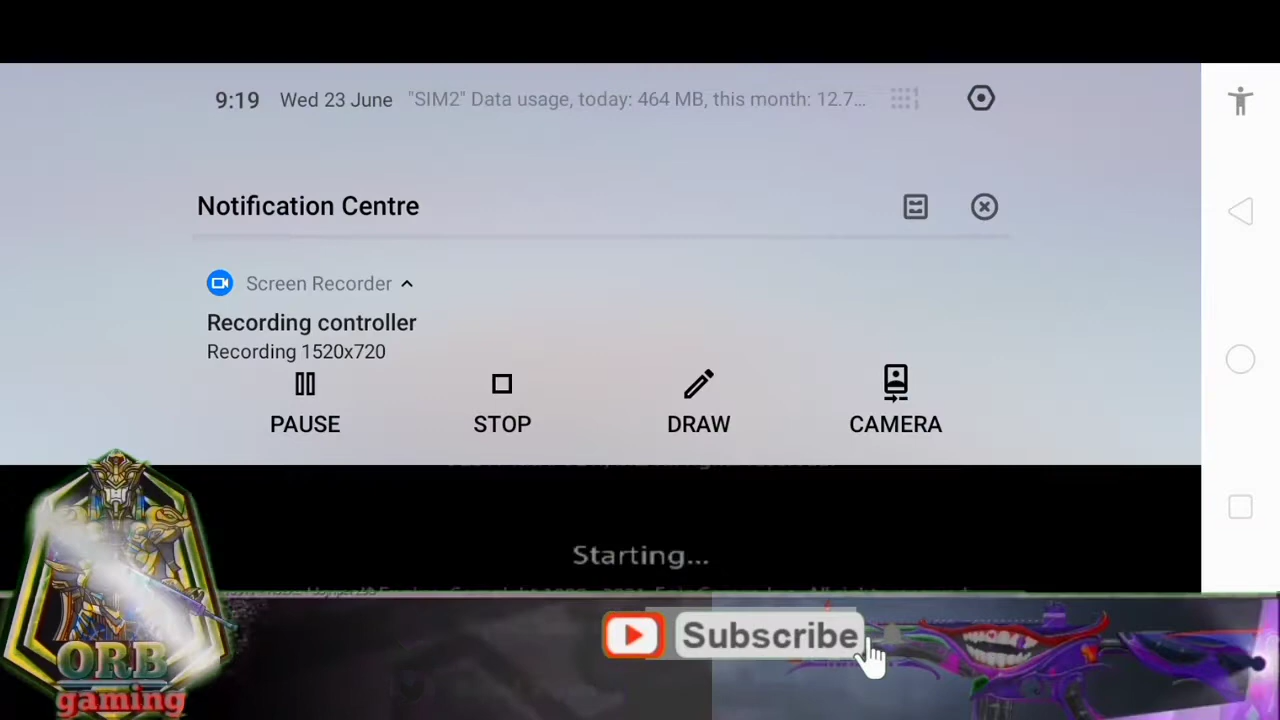 9:19 Wed 23 June "SIM2" Data usage, today: 464 MB, this month: 12.7...
Notification Centre
Screen Recorder
Recording controller
Recording 1520x720
PAUSE STOP DRAW CAMERA
Starting...
Subscribe
ORB
gaming